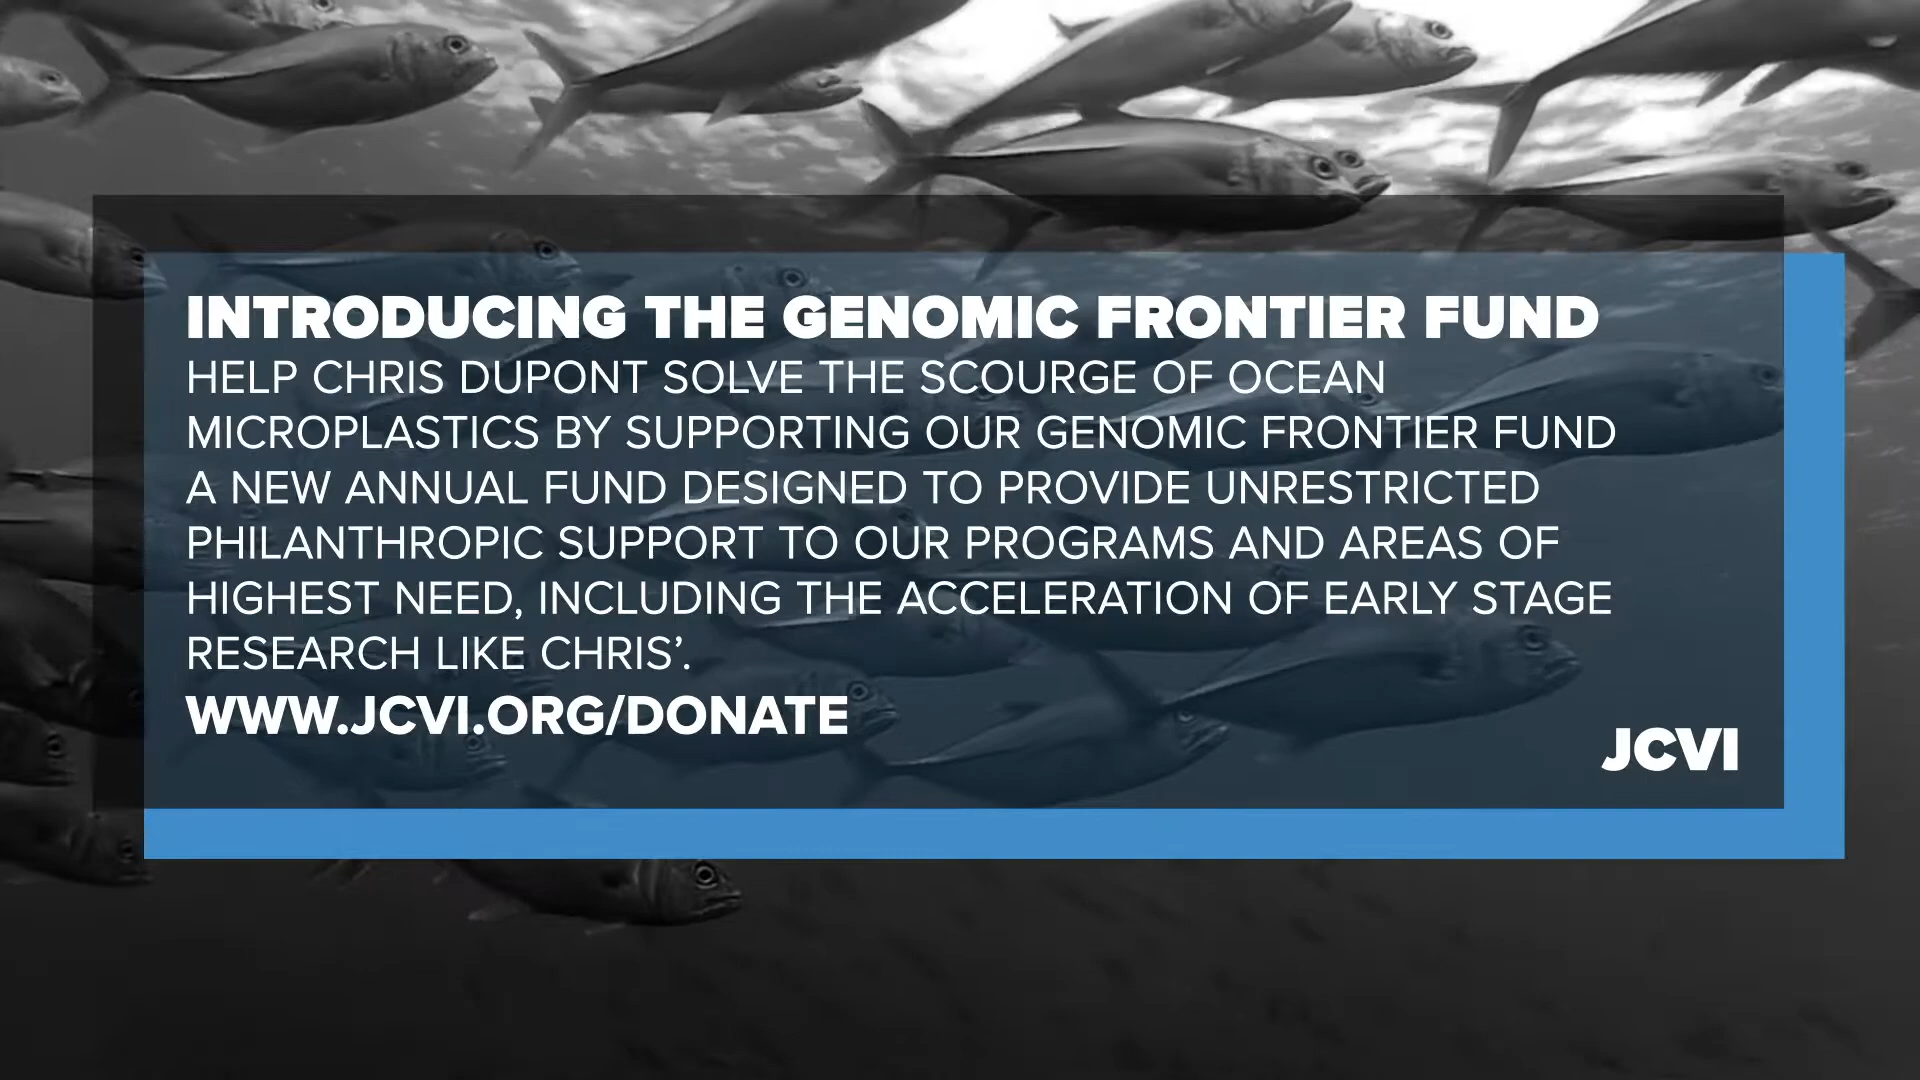 INTRODUCING THE GENOMIC FRONTIER FUND
HELP CHRIS DUPONT SOLVE THE SCOURGE OF OCEAN
MICROPLASTICS BY SUPPORTING OUR GENOMIC FRONTIER FUND
A NEW ANNUAL FUND DESIGNED TO PROVIDE UNRESTRICTED
PHILANTHROPIC SUPPORT TO OUR PROGRAMS AND AREAS OF
HIGHEST NEED, INCLUDING THE ACCELERATION OF EARLY STAGE
RESEARCH LIKE CHRIS’.
WWW.JCVI.ORG/DONATE
JCVI